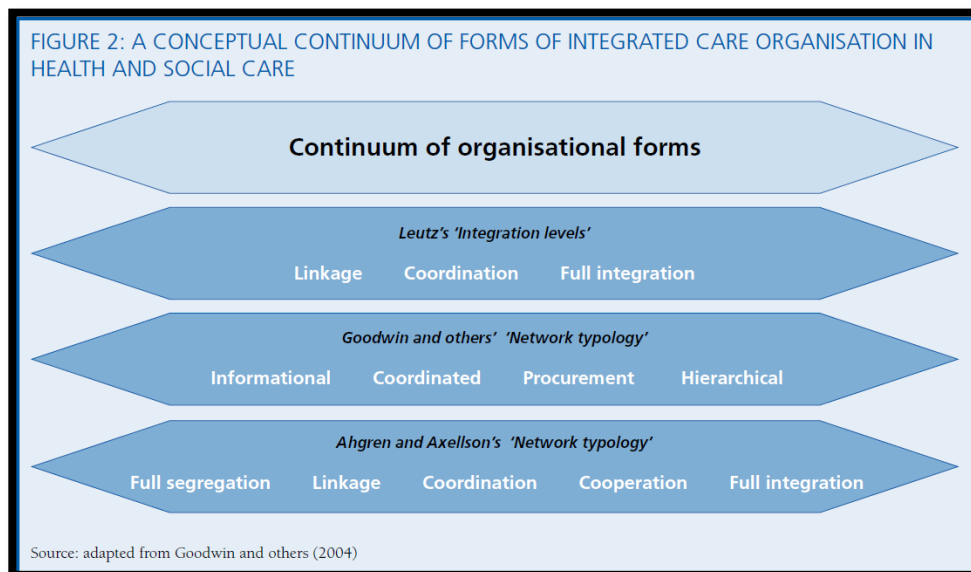 FIGURE 2: A CONCEPTUAL CONTINUUM OF FORMS OF INTEGRATED CARE ORGANISATION IN
HEALTH AND SOCIAL CARE
Continuum of organisational forms
Leutz's 'Integration levels'
Linkage Coordination Full integration
Goodwin and others' 'Network typology'
Informational Coordinated Procurement Hierarchical
Ahgren and Axellson's 'Network typology'
Full segregation Linkage Coordination Cooperation Full integration
Source: adapted from Goodwin and others (2004)